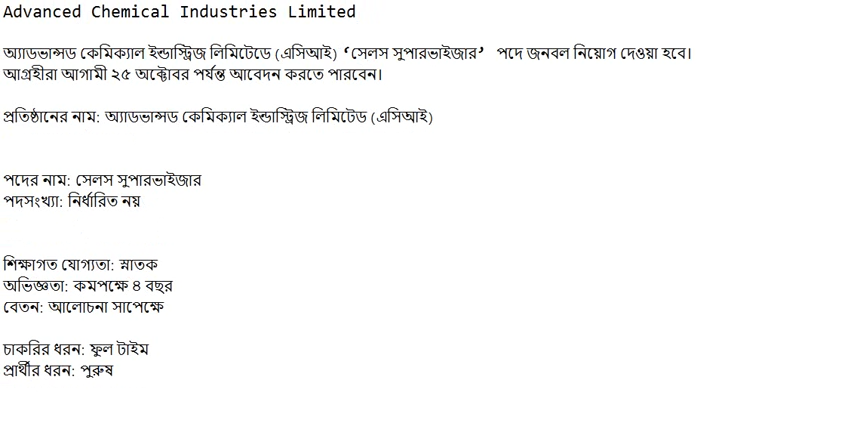 Advanced Chemical Industries Limited
অ্যাডভান্সড কেমিক্যাল ইন্ডাস্ট্রিজ লিমিটেডে (এসিআই) ‘সেলস সুপারভাইজার’ পদে জনবল নিয়োগ দেওয়া হবে।
আগ্রহীরা আগামী ২৫ অক্টোবর পর্যন্ত আবেদন করতে পারবেন।
প্রতিষ্ঠানের নাম: অ্যাডভান্সড কেমিক্যাল ইন্ডাস্ট্রিজ লিমিটেড (এসিআই)
পদের নাম: সেলস সুপারভাইজার
পদসংখ্যা: নির্ধারিত নয়
শিক্ষাগত যোগ্যতা: স্নাতক
অভিজ্ঞতা: কমপক্ষে ৪ বছর
বেতন: আলোচনা সাপেক্ষে
চাকরির ধরন: ফুল টাইম
প্রার্থীর ধরন: পুরুষ